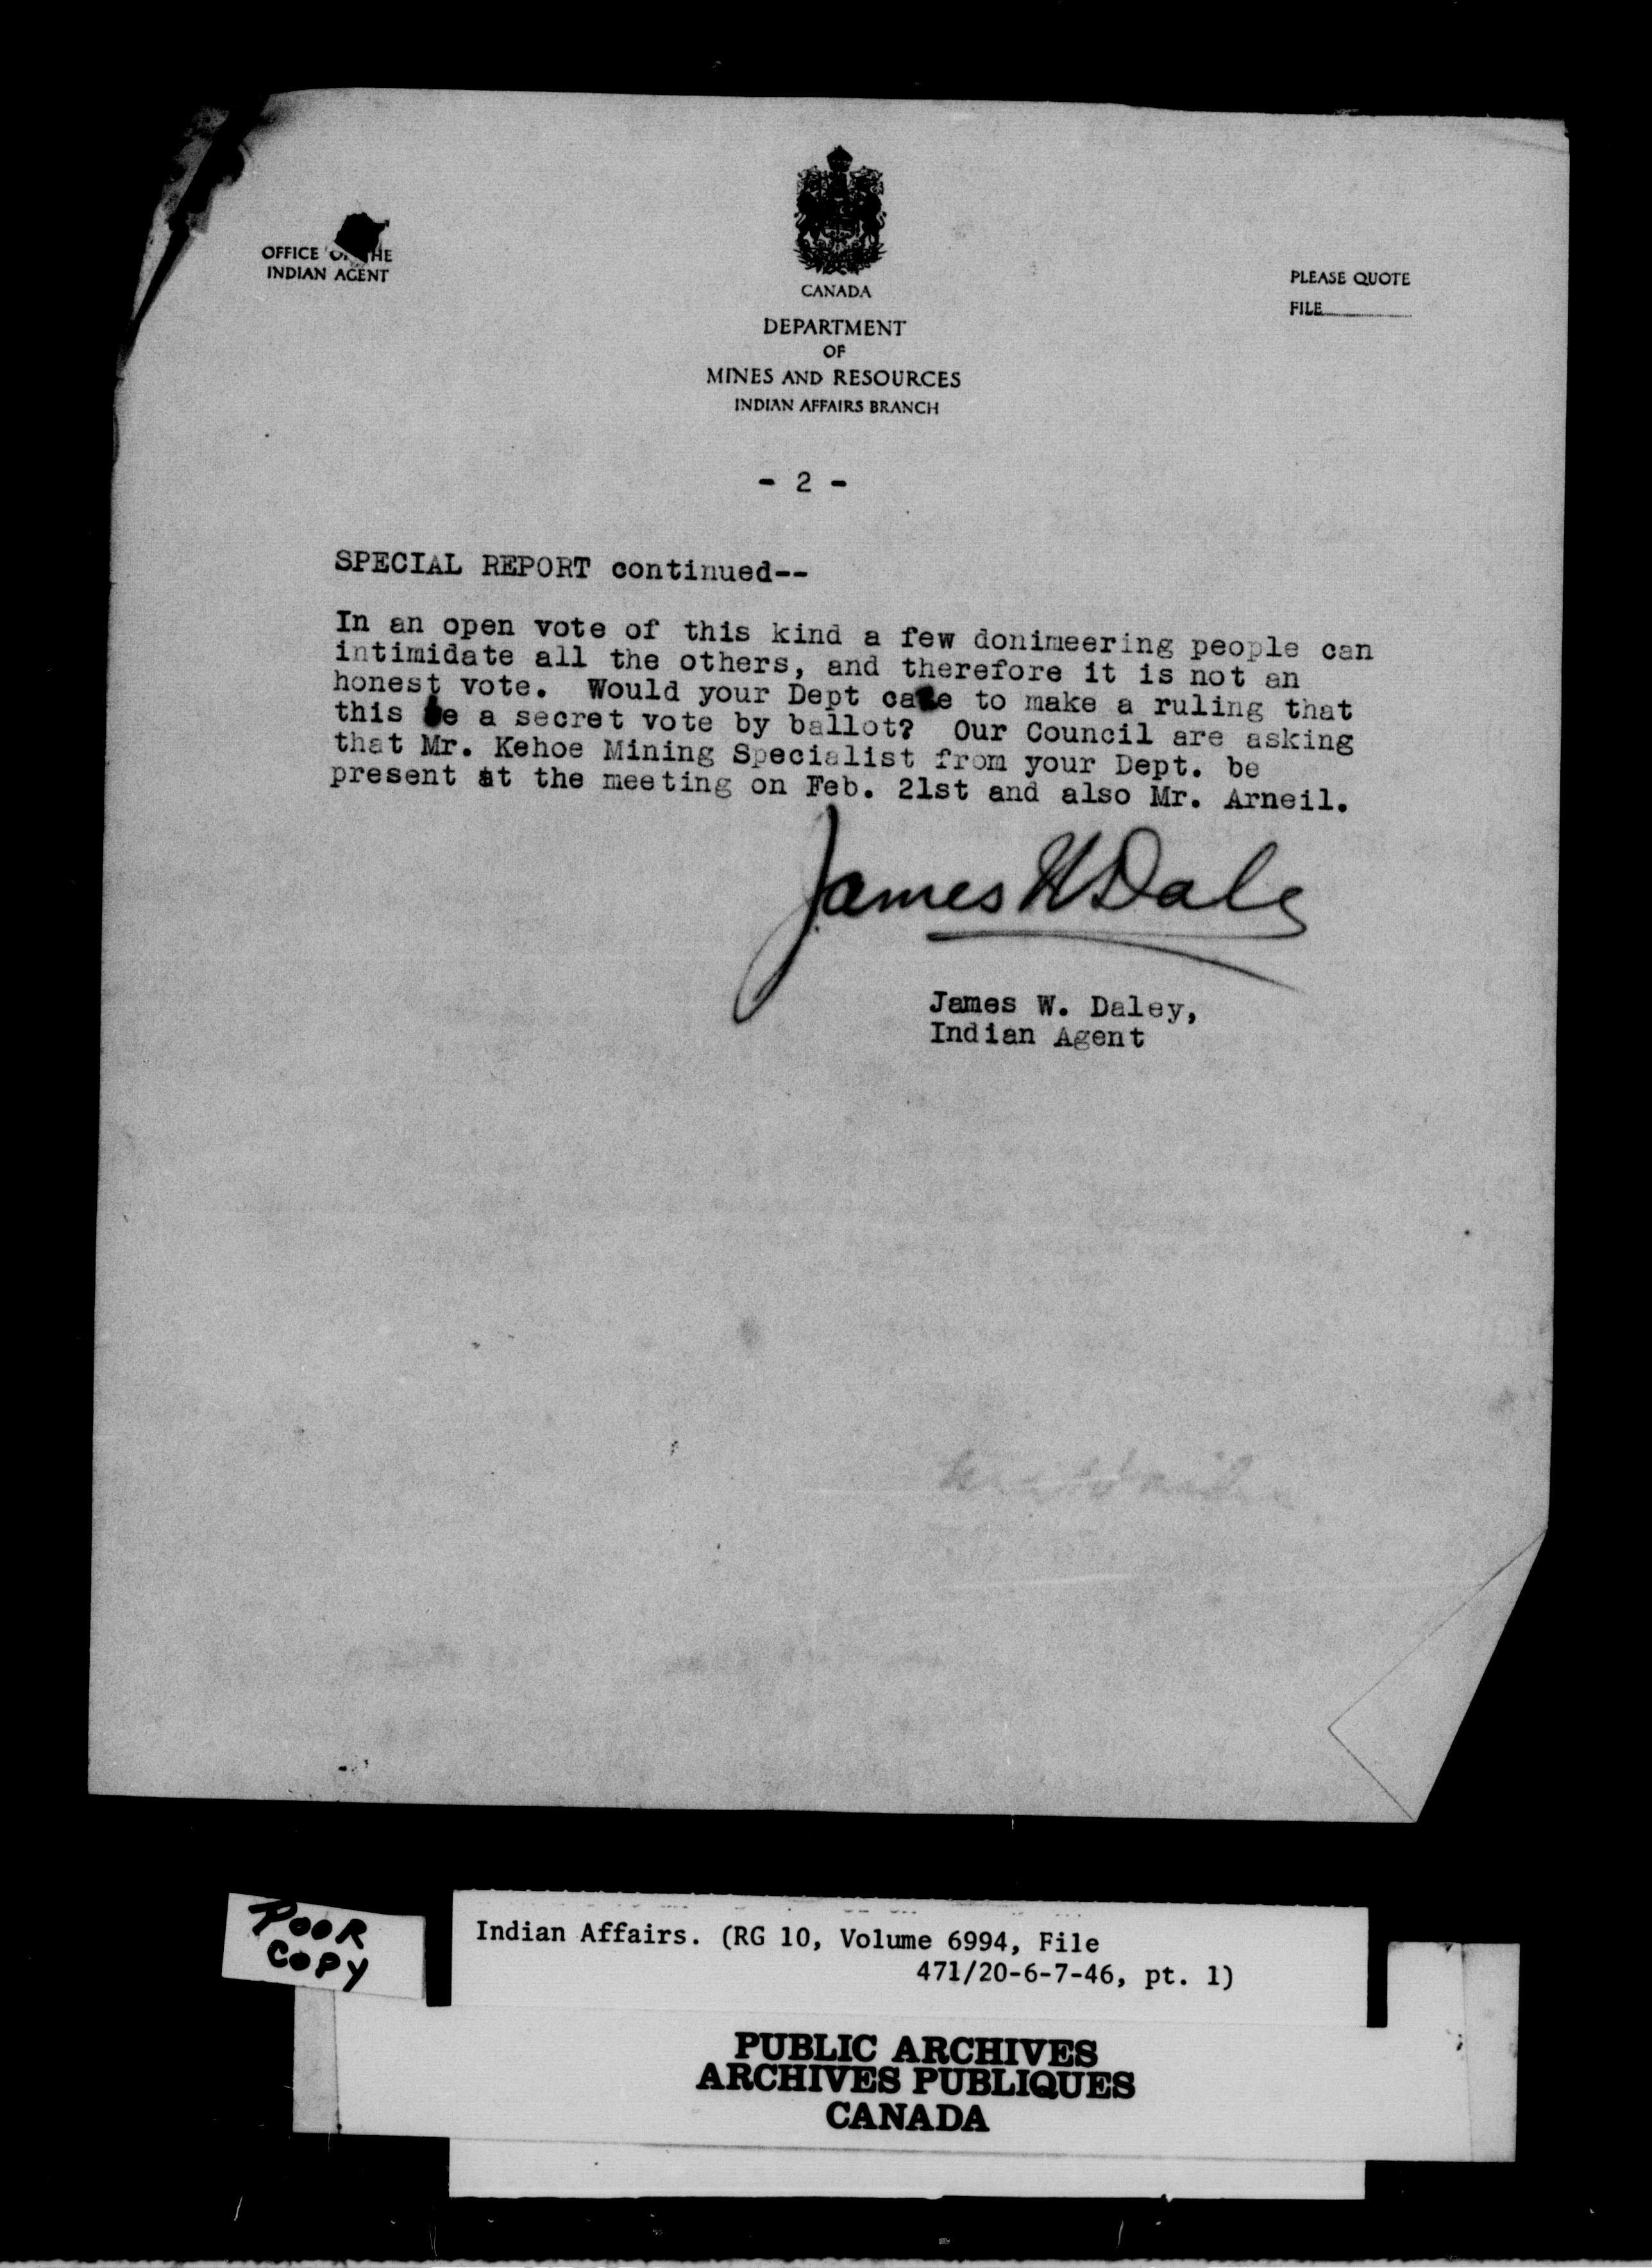 OFFICE OF THE
INDIAN AGENT
CANADA
DEPARTMENT
OF
MINES AND RESOURCES
INDIAN AFFAIRS BRANCH
PLEASE QUOTE
FILE
- 2 -
SPECIAL REPORT continued--
In an open vote of this kind a few donimeering people can
intimidate all the others, and therefore it is not an
honest vote. Would your Dept care to make a ruling that
this be a secret vote by ballot? Our Council are asking
that Mr. Kehoe Mining Specialist from your Dept. be
present at the meeting on Feb. 21st and also Mr. Arneil.
James W Daley
James W. Daley,
Indian Agent
POOR
COPY
Indian Affairs. (RG 10, Volume 6994, File
471/20-6-7-46, pt. 1)
PUBLIC ARCHIVES
ARCHIVES PUBLIQUES
CANADA